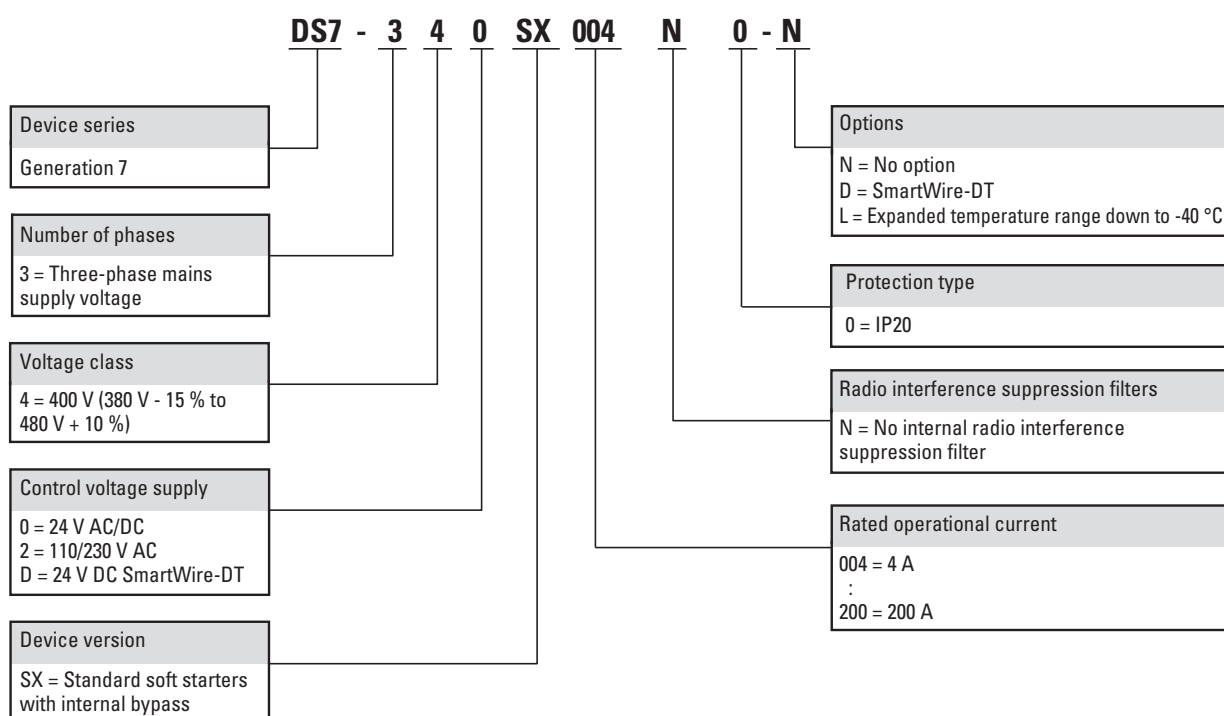 DS7 - 3 4 0 SX 004 N 0 - N
Device series
Generation 7
Number of phases
3 = Three-phase mains
supply voltage
Voltage class
4 = 400 V (380 V - 15 % to
480 V + 10 %)
Control voltage supply
0 = 24 V AC/DC
2 = 110/230 V AC
D = 24 V DC SmartWire-DT
Device version
SX = Standard soft starters
with internal bypass
Options
N = No option
D = SmartWire-DT
L = Expanded temperature range down to -40 °C
Protection type
0 = IP20
Radio interference suppression filters
N = No internal radio interference
suppression filter
Rated operational current
004 = 4 A
:
200 = 200 A